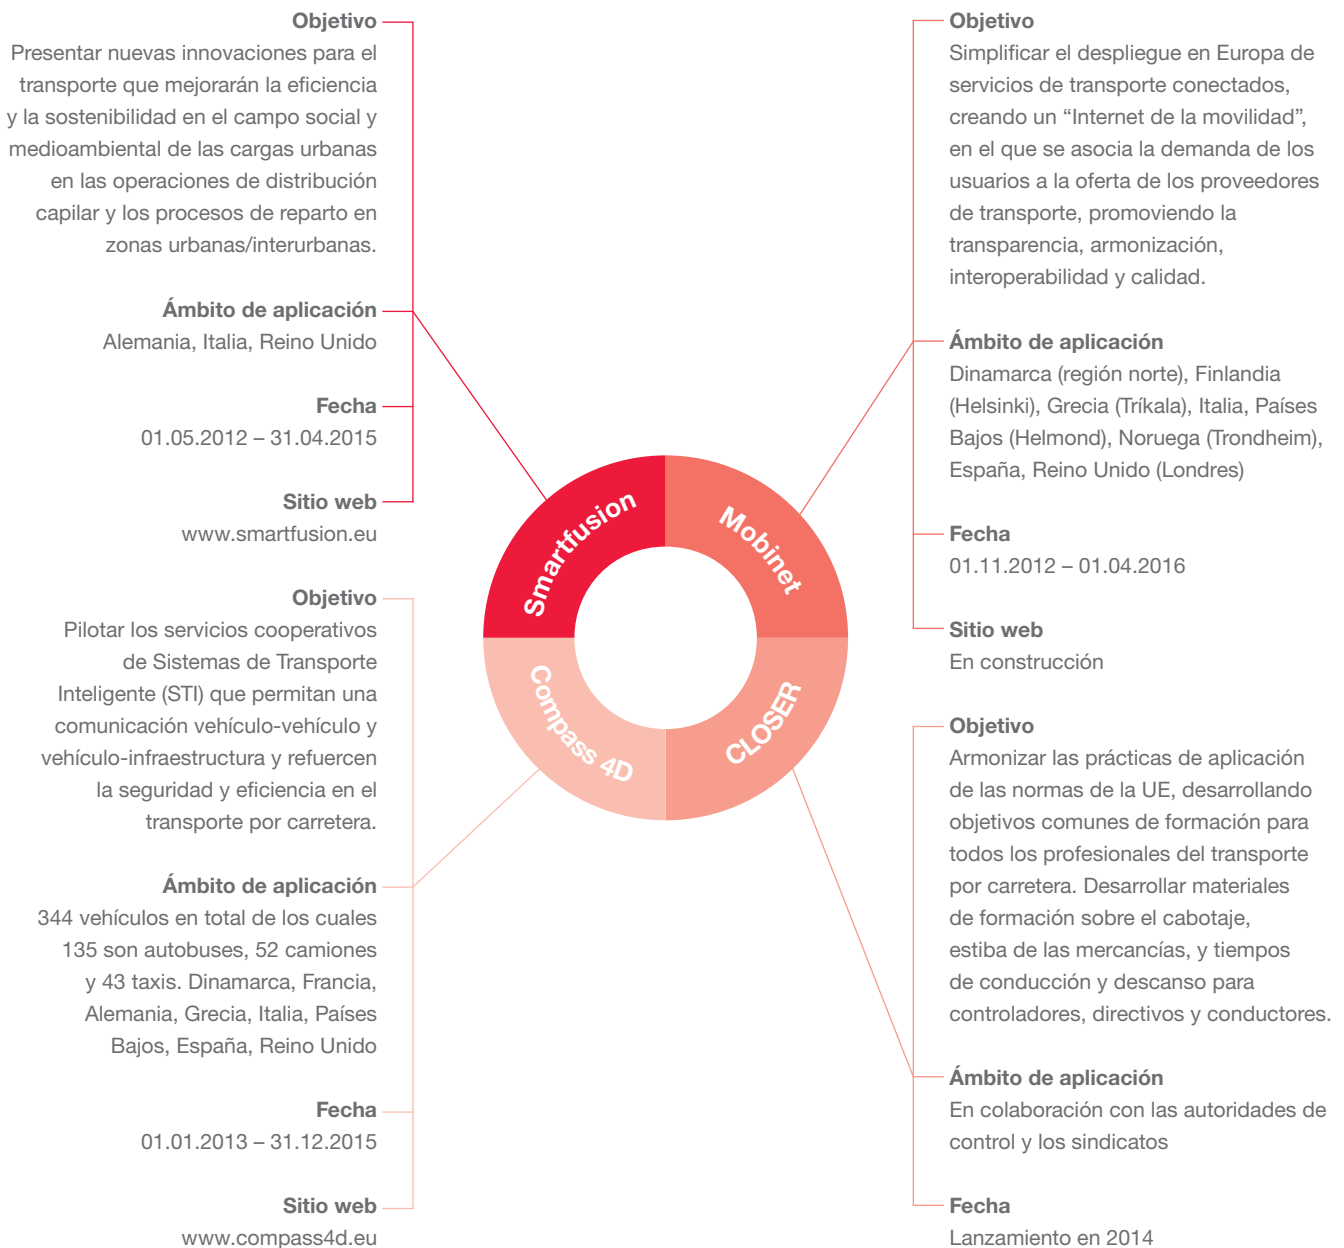 Objetivo
Presentar nuevas innovaciones para el
transporte que mejorarán la eficiencia
y la sostenibilidad en el campo social y
medioambiental de las cargas urbanas
en las operaciones de distribución
capilar y los procesos de reparto en
zonas urbanas/interurbanas.
Ámbito de aplicación
Alemania, Italia, Reino Unido
Fecha
01.05.2012 – 31.04.2015
Sitio web
www.smartfusion.eu
Objetivo
Pilotar los servicios cooperativos
de Sistemas de Transporte
Inteligente (STI) que permitan una
comunicación vehículo-vehículo y
vehículo-infraestructura y refuercen
la seguridad y eficiencia en el
transporte por carretera.
Ámbito de aplicación
344 vehículos en total de los cuales
135 son autobuses, 52 camiones
y 43 taxis. Dinamarca, Francia,
Alemania, Grecia, Italia, Países
Bajos, España, Reino Unido
Fecha
01.01.2013 – 31.12.2015
Sitio web
www.compass4d.eu
Smartfusion
Mobinet
Compass 4D
CLOSER
Objetivo
Simplificar el despliegue en Europa de
servicios de transporte conectados,
creando un “Internet de la movilidad”,
en el que se asocia la demanda de los
usuarios a la oferta de los proveedores
de transporte, promoviendo la
transparencia, armonización,
interoperabilidad y calidad.
Ámbito de aplicación
Dinamarca (región norte), Finlandia
(Helsinki), Grecia (Tríkala), Italia, Países
Bajos (Helmond), Noruega (Trondheim),
España, Reino Unido (Londres)
Fecha
01.11.2012 – 01.04.2016
Sitio web
En construcción
Objetivo
Armonizar las prácticas de aplicación
de las normas de la UE, desarrollando
objetivos comunes de formación para
todos los profesionales del transporte
por carretera. Desarrollar materiales
de formación sobre el cabotaje,
estiba de las mercancías, y tiempos
de conducción y descanso para
controladores, directivos y conductores.
Ámbito de aplicación
En colaboración con las autoridades de
control y los sindicatos
Fecha
Lanzamiento en 2014